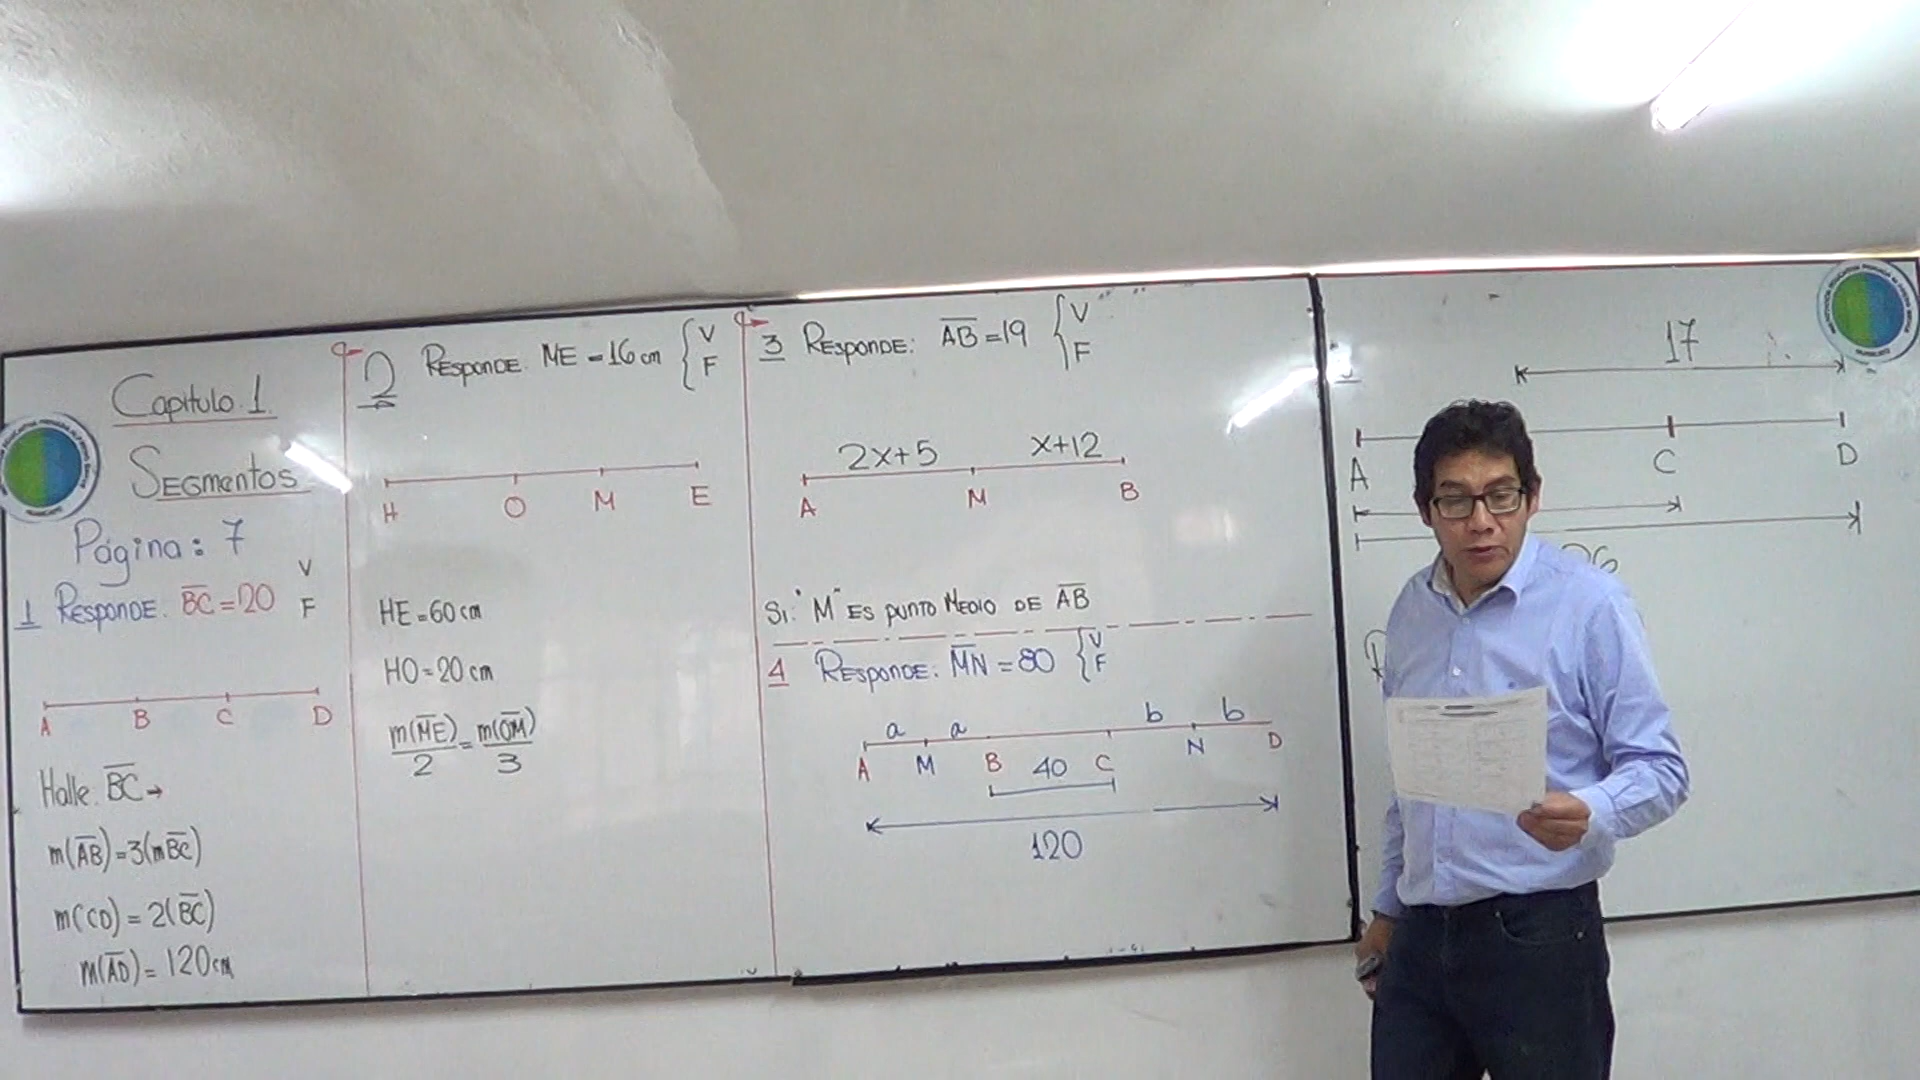 Capitulo 1.
Segmentos
Página: 7
1 Responde. BC = 20 V F
A B C D
Halle. BC →
m(AB) = 3(mBC)
m(CD) = 2(BC)
m(AD) = 120 cm
2 Responde. ME = 16 cm { V F
H O M E
HE = 60 cm
HO = 20 cm
m(ME)/2 = m(OM)/3
3 Responde: AB = 19 { V F
2x+5 x+12
A M B
Si: "M" es punto medio de AB
4 Responde: MN = 80 { V F
a a b b
A M B 40 C N D
120
17
A C D